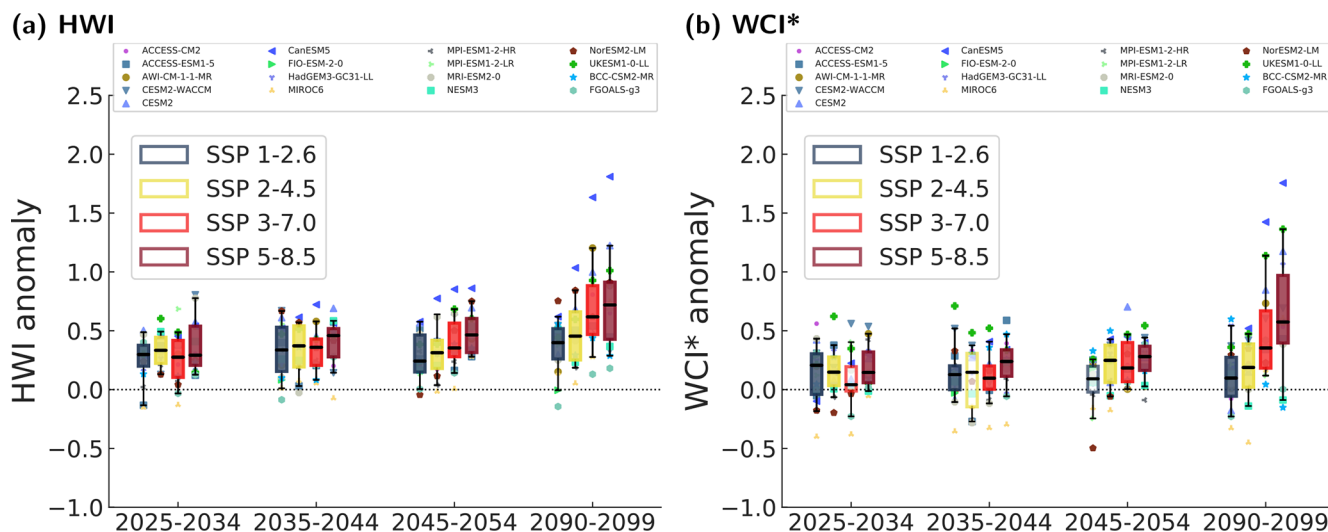 (a) HWI
ACCESS-CM2
ACCESS-ESM1-5
AWI-CM-1-1-MR
CESM2-WACCM
CESM2
CanESM5
FIO-ESM-2-0
HadGEM3-GC31-LL
MIROC6
MPI-ESM1-2-HR
MPI-ESM1-2-LR
MRI-ESM2-0
NESM3
NorESM2-LM
UKESM1-0-LL
BCC-CSM2-MR
FGOALS-g3
SSP 1-2.6
SSP 2-4.5
SSP 3-7.0
SSP 5-8.5
HWI anomaly
2.5
2.0
1.5
1.0
0.5
0.0
−0.5
−1.0
2025-2034
2035-2044
2045-2054
2090-2099
(b) WCI*
ACCESS-CM2
ACCESS-ESM1-5
AWI-CM-1-1-MR
CESM2-WACCM
CESM2
CanESM5
FIO-ESM-2-0
HadGEM3-GC31-LL
MIROC6
MPI-ESM1-2-HR
MPI-ESM1-2-LR
MRI-ESM2-0
NESM3
NorESM2-LM
UKESM1-0-LL
BCC-CSM2-MR
FGOALS-g3
SSP 1-2.6
SSP 2-4.5
SSP 3-7.0
SSP 5-8.5
WCI* anomaly
2.5
2.0
1.5
1.0
0.5
0.0
−0.5
−1.0
2025-2034
2035-2044
2045-2054
2090-2099